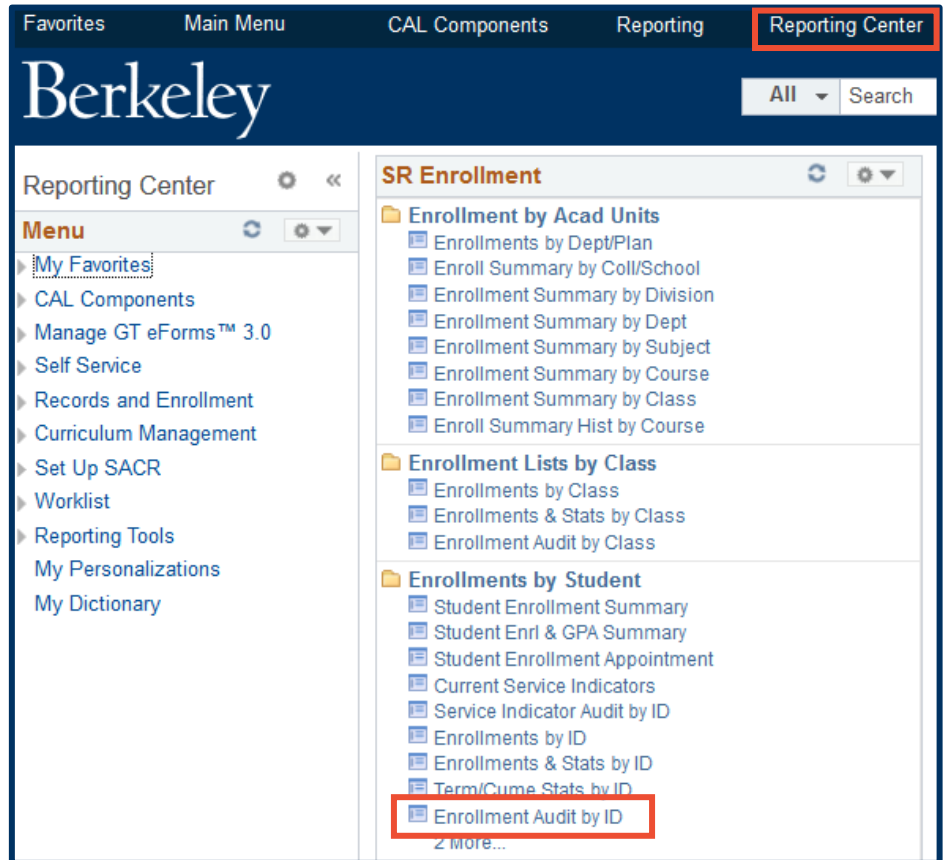 Favorites Main Menu CAL Components Reporting Reporting Center
Berkeley
All Search
Reporting Center
Menu
My Favorites
CAL Components
Manage GT eForms™ 3.0
Self Service
Records and Enrollment
Curriculum Management
Set Up SACR
Worklist
Reporting Tools
My Personalizations
My Dictionary
SR Enrollment
Enrollment by Acad Units
Enrollments by Dept/Plan
Enroll Summary by Coll/School
Enrollment Summary by Division
Enrollment Summary by Dept
Enrollment Summary by Subject
Enrollment Summary by Course
Enrollment Summary by Class
Enroll Summary Hist by Course
Enrollment Lists by Class
Enrollments by Class
Enrollments & Stats by Class
Enrollment Audit by Class
Enrollments by Student
Student Enrollment Summary
Student Enrl & GPA Summary
Student Enrollment Appointment
Current Service Indicators
Service Indicator Audit by ID
Enrollments by ID
Enrollments & Stats by ID
Term/Cume Stats by ID
Enrollment Audit by ID
2 More...